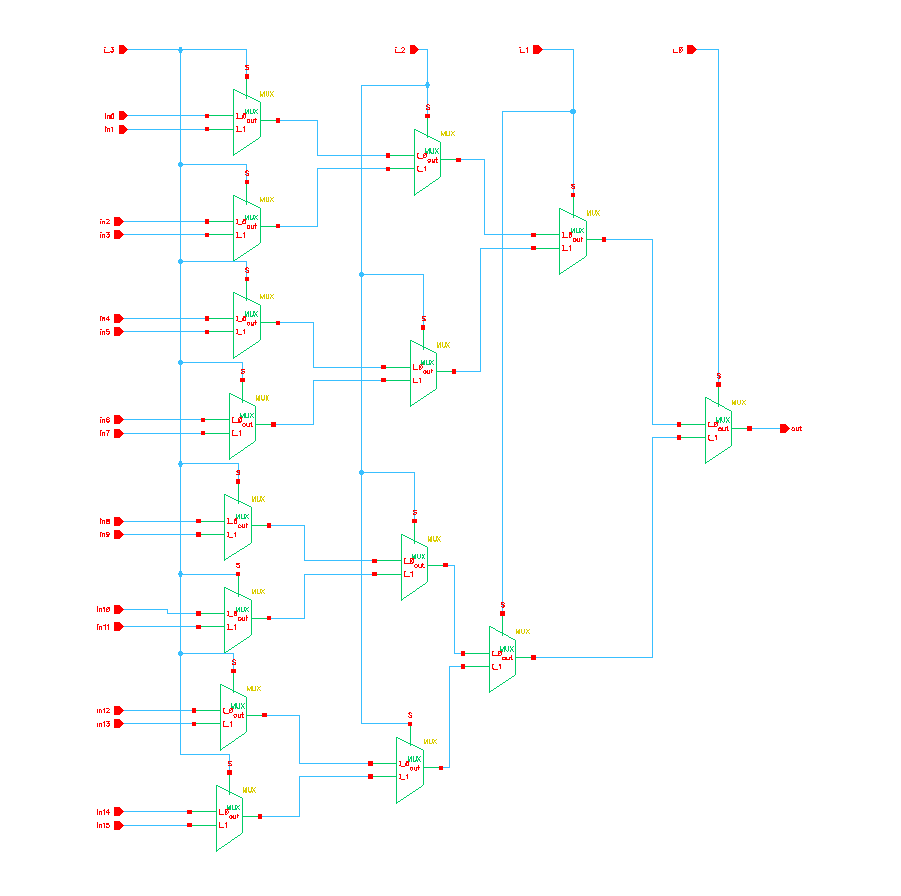 i_3
i_2
i_1
i_0
S
MUX
in0
I_0
MUX
out
in1
I_1
S
MUX
I_0
MUX
out
I_1
S
MUX
in2
I_0
MUX
out
in3
I_1
S
MUX
I_0
MUX
out
I_1
S
MUX
in4
I_0
MUX
out
in5
I_1
S
MUX
I_0
MUX
out
I_1
S
MUX
in6
I_0
MUX
out
in7
I_1
S
MUX
I_0
MUX
out
I_1
out
S
MUX
in8
I_0
MUX
out
in9
I_1
S
MUX
I_0
MUX
out
I_1
S
MUX
in10
I_0
MUX
out
in11
I_1
S
MUX
I_0
MUX
out
I_1
S
MUX
in12
I_0
MUX
out
in13
I_1
S
MUX
I_0
MUX
out
I_1
S
MUX
in14
I_0
MUX
out
in15
I_1